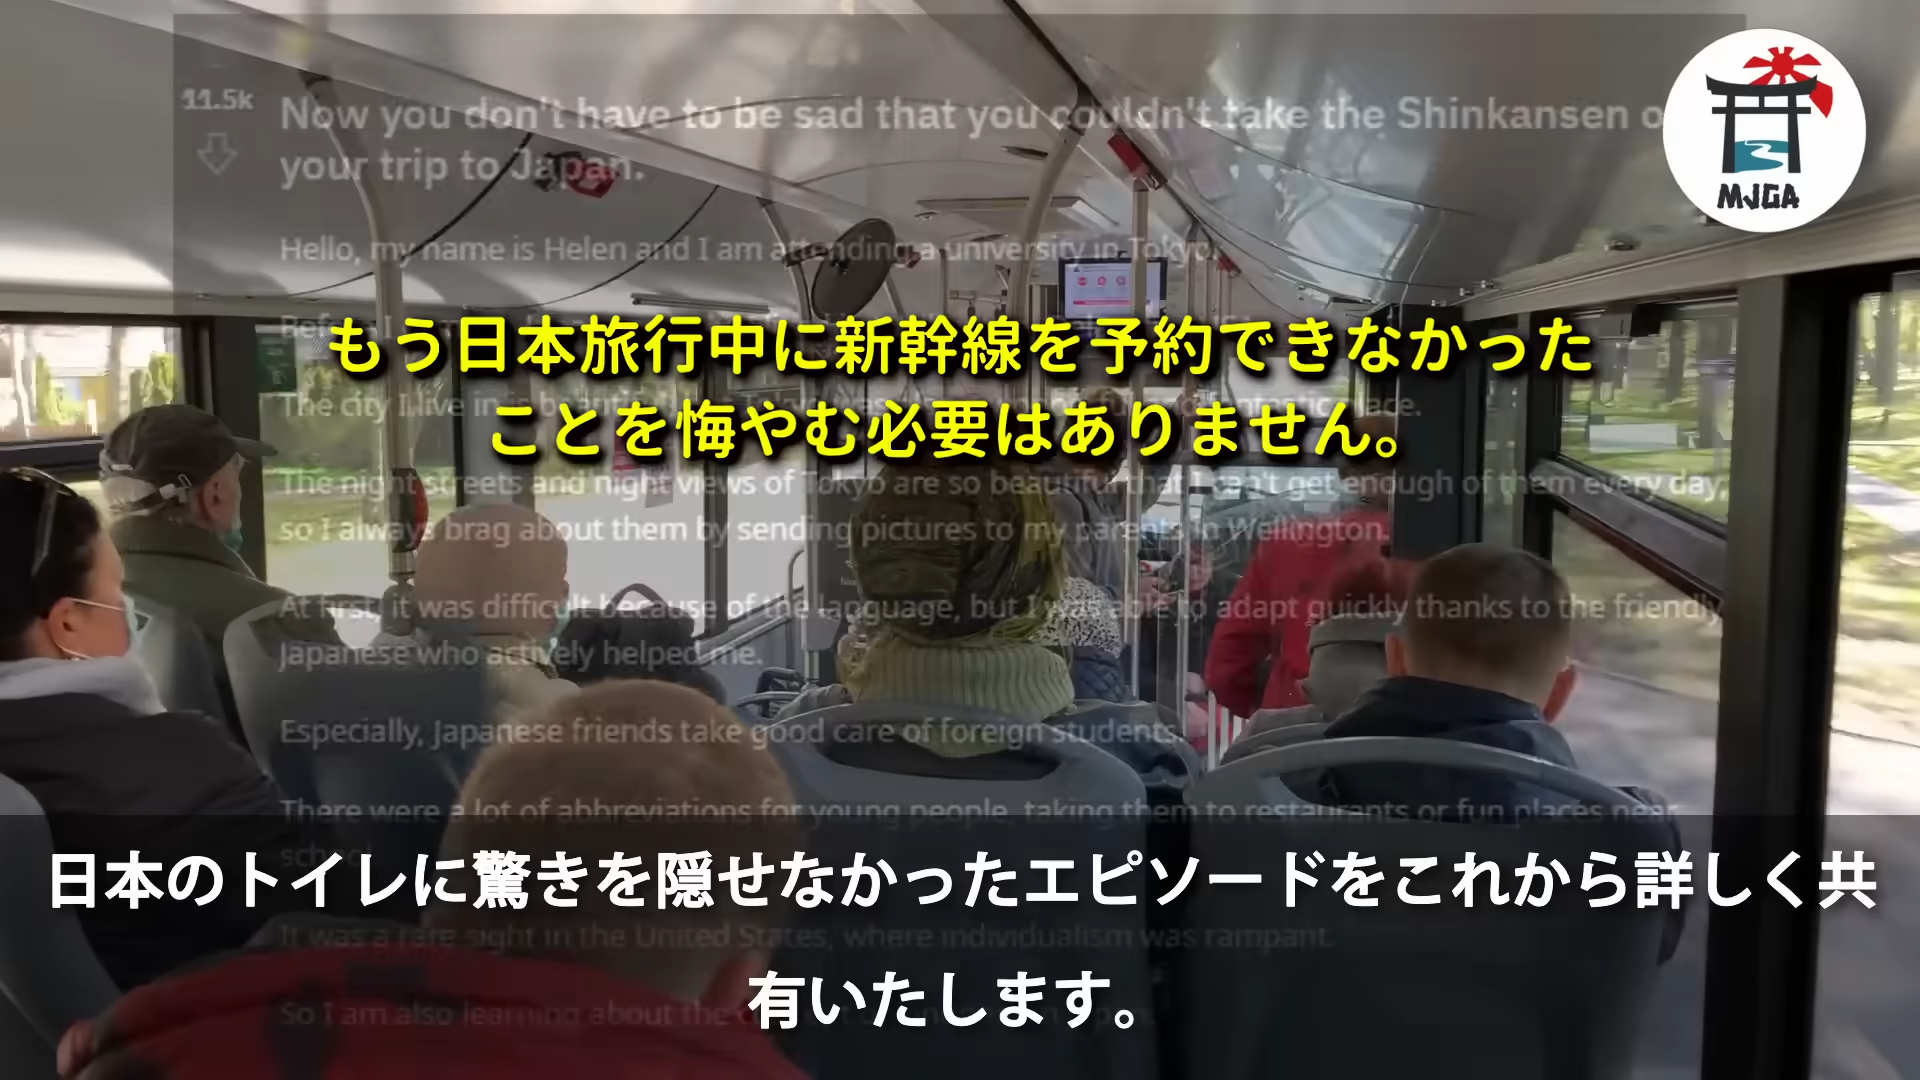 11.5k
Now you don't have to be sad that you couldn't take the Shinkansen o
your trip to Japan.
MJGA
Hello, my name is Helen and I am attending a university in Tokyo.
もう日本旅行中に新幹線を予約できなかった
The city I live in is
place.
ことを悔やむ必要はありません。
The night streets and night views of Tokyo are so beautiful that I can't get enough of them every day,
so I always brag about them by sending pictures to my parents in Wellington.
At first, it was difficult because of the language, but I was able to adapt quickly thanks to the friendly
Japanese who actively helped me.
Especially, Japanese friends take good care of foreign students.
There were a lot of abbreviations for young people, taking them to restaurants or fun places near
school
日本のトイレに驚きを隠せなかったエピソードをこれから詳しく共
It was a rare sight in the United States, where individualism was rampant.
有いたします。
So I am also learning about the